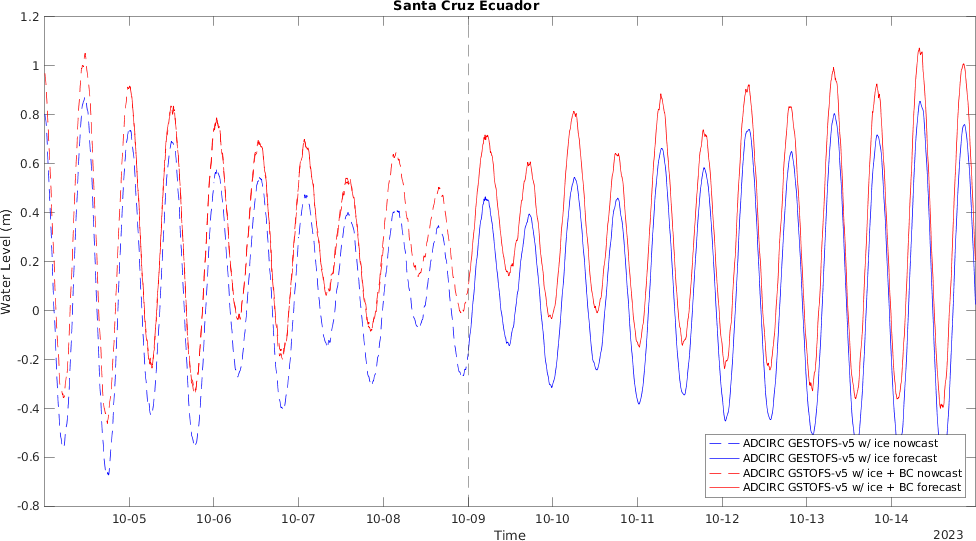 Santa Cruz Ecuador
1.2
1
0.8
0.6
0.4
0.2
0
-0.2
-0.4
-0.6
-0.8
Water Level (m)
ADCIRC GESTOFS-v5 w/ ice nowcast
ADCIRC GESTOFS-v5 w/ ice forecast
ADCIRC GSTOFS-v5 w/ ice + BC nowcast
ADCIRC GSTOFS-v5 w/ ice + BC forecast
10-05 10-06 10-07 10-08 10-09 10-10 10-11 10-12 10-13 10-14
Time
2023